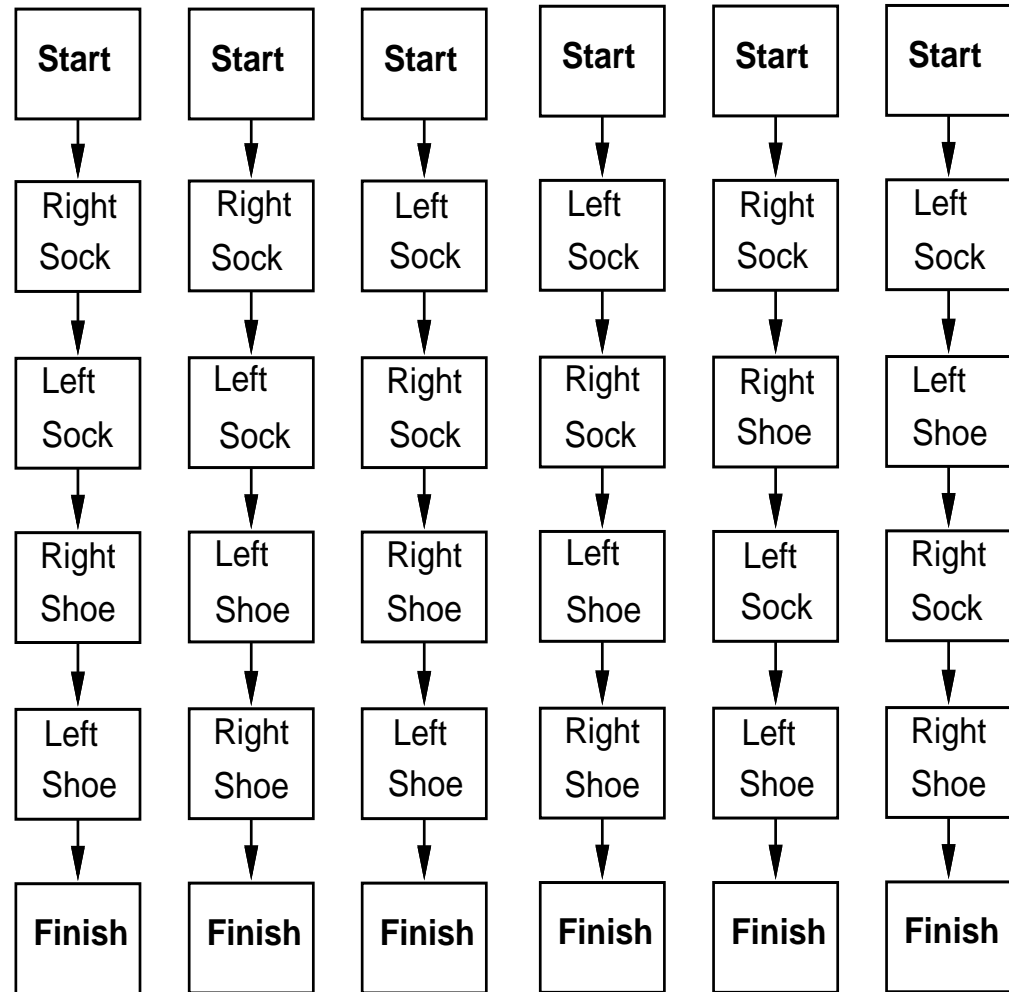 Start Start Start Start Start Start
Right Right Left Left Right Left
Sock Sock Sock Sock Sock Sock
Left Left Right Right Right Left
Sock Sock Sock Sock Shoe Shoe
Right Left Right Left Left Right
Shoe Shoe Shoe Shoe Sock Sock
Left Right Left Right Left Right
Shoe Shoe Shoe Shoe Shoe Shoe
Finish Finish Finish Finish Finish Finish